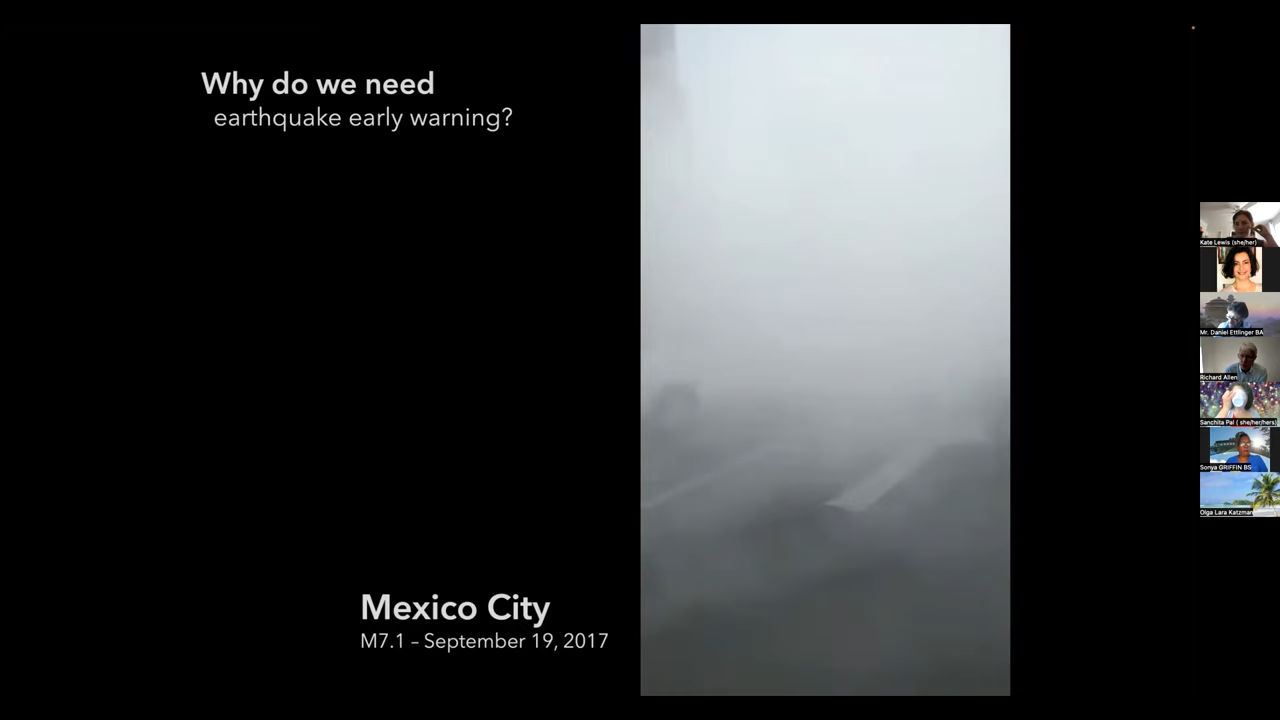 Why do we need
earthquake early warning?
Mexico City
M7.1 – September 19, 2017
Kate Lewis (she/her)
Mr. Daniel Ettlinger BA
Richard Allen
Sanchita Pal ( she/her/hers)
Sonya GRIFFIN BS
Olga Lara Katzman